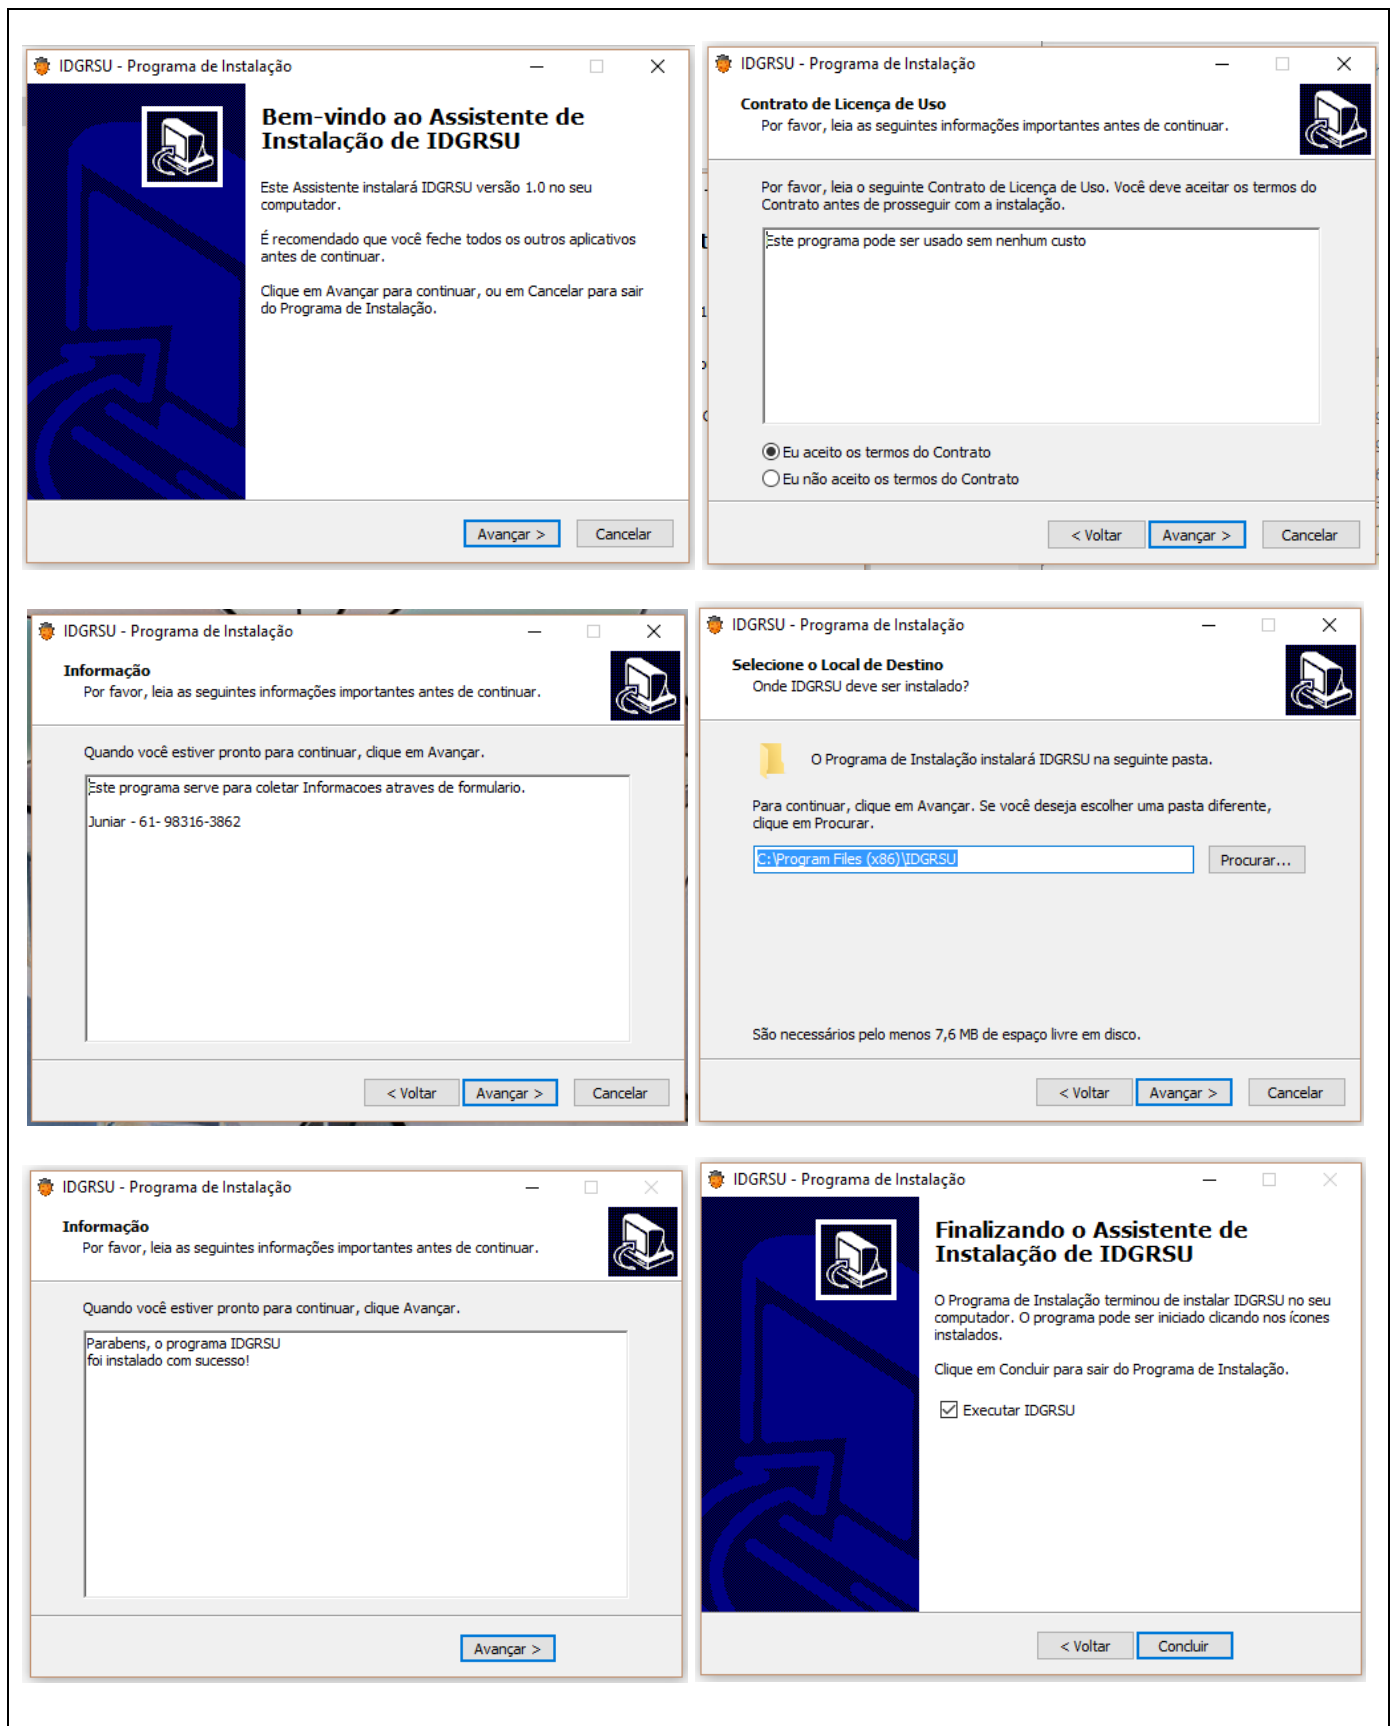 IDGRSU - Programa de Instalação
Bem-vindo ao Assistente de
Instalação de IDGRSU
Este Assistente instalará IDGRSU versão 1.0 no seu
computador.
É recomendado que você feche todos os outros aplicativos
antes de continuar.
Clique em Avançar para continuar, ou em Cancelar para sair
do Programa de Instalação.
Avançar >
Cancelar
IDGRSU - Programa de Instalação
Contrato de Licença de Uso
Por favor, leia as seguintes informações importantes antes de continuar.
Por favor, leia o seguinte Contrato de Licença de Uso. Você deve aceitar os termos do
Contrato antes de prosseguir com a instalação.
Este programa pode ser usado sem nenhum custo
Eu aceito os termos do Contrato
Eu não aceito os termos do Contrato
< Voltar
Avançar >
Cancelar
IDGRSU - Programa de Instalação
Informação
Por favor, leia as seguintes informações importantes antes de continuar.
Quando você estiver pronto para continuar, clique em Avançar.
Este programa serve para coletar Informacoes atraves de formulario.
Juniar - 61- 98316-3862
< Voltar
Avançar >
Cancelar
IDGRSU - Programa de Instalação
Selecione o Local de Destino
Onde IDGRSU deve ser instalado?
O Programa de Instalação instalará IDGRSU na seguinte pasta.
Para continuar, clique em Avançar. Se você deseja escolher uma pasta diferente,
clique em Procurar.
C:\Program Files (x86)\IDGRSU
Procurar...
São necessários pelo menos 7,6 MB de espaço livre em disco.
< Voltar
Avançar >
Cancelar
IDGRSU - Programa de Instalação
Informação
Por favor, leia as seguintes informações importantes antes de continuar.
Quando você estiver pronto para continuar, clique Avançar.
Parabens, o programa IDGRSU
foi instalado com sucesso!
Avançar >
IDGRSU - Programa de Instalação
Finalizando o Assistente de
Instalação de IDGRSU
O Programa de Instalação terminou de instalar IDGRSU no seu
computador. O programa pode ser iniciado clicando nos ícones
instalados.
Clique em Concluir para sair do Programa de Instalação.
Executar IDGRSU
< Voltar
Concluir